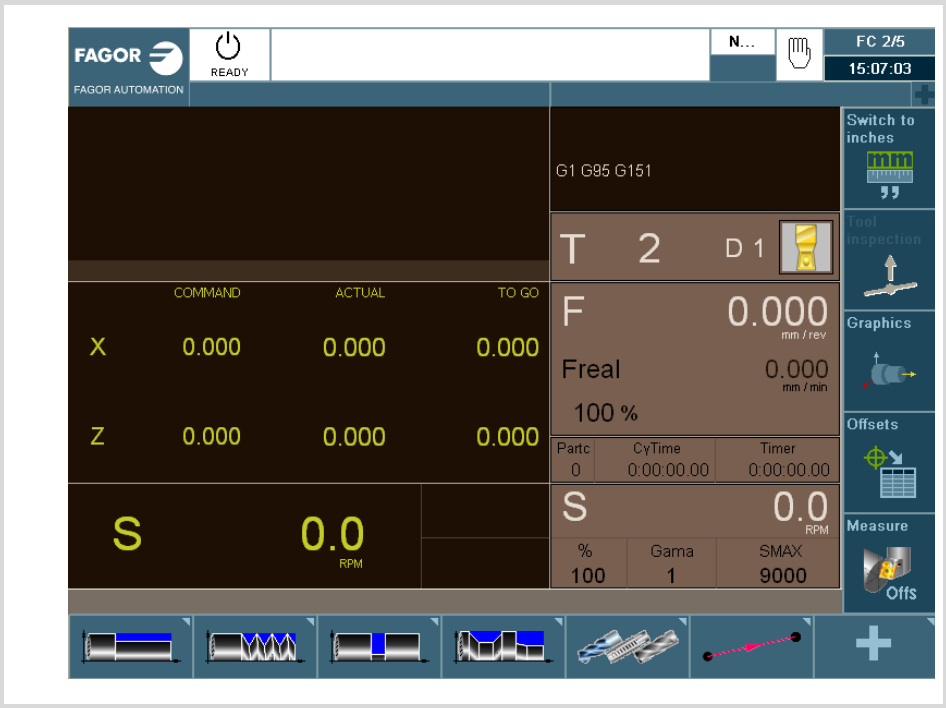 FAGOR
FAGOR AUTOMATION
READY
N...
FC 2/5
15:07:03
G1 G95 G151
T 2 D 1
COMMAND ACTUAL TO GO
X 0.000 0.000 0.000
Z 0.000 0.000 0.000
S 0.0
RPM
F 0.000
mm / rev
Freal 0.000
mm / min
100 %
Partc CyTime Timer
0 0:00:00.00 0:00:00.00
S 0.0
RPM
% Gama SMAX
100 1 9000
Switch to
inches
mm
Tool
inspection
Graphics
Offsets
Measure
Offs